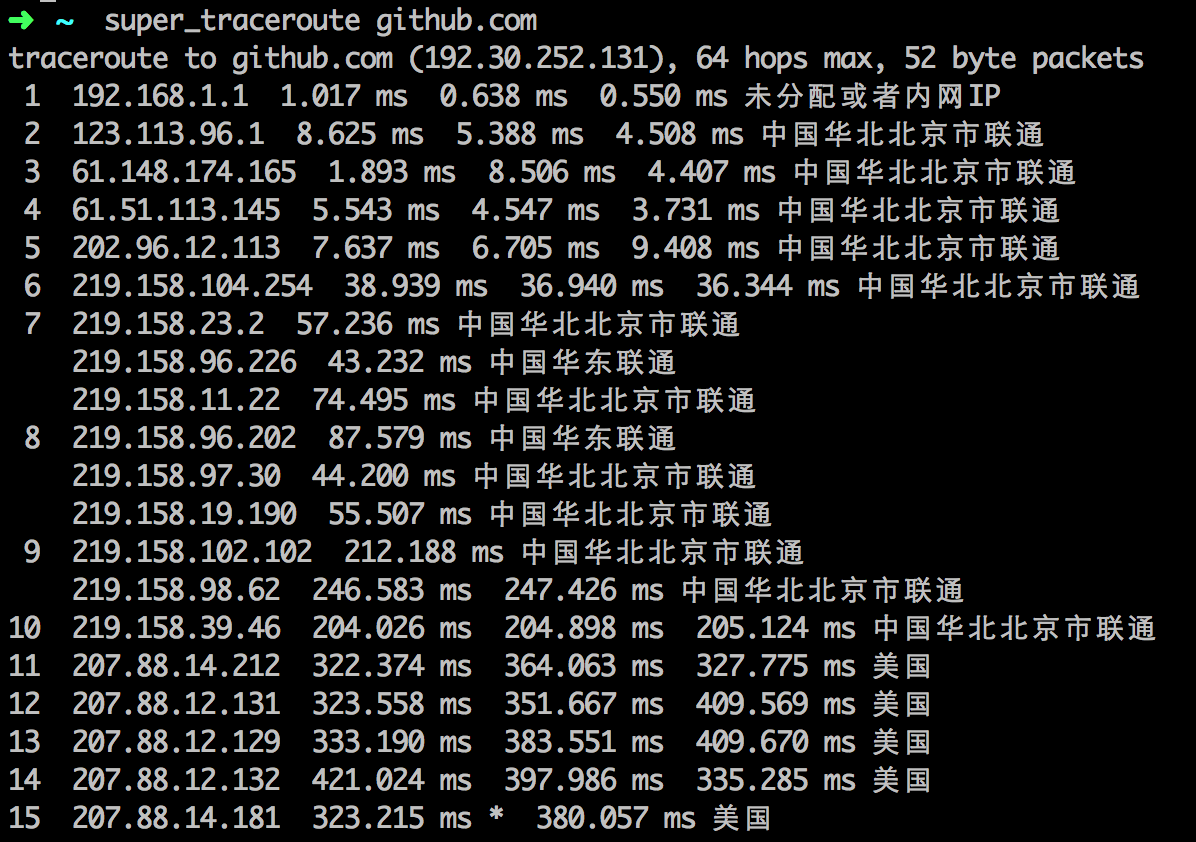 ➜ ~ super_traceroute github.com
traceroute to github.com (192.30.252.131), 64 hops max, 52 byte packets
1 192.168.1.1 1.017 ms 0.638 ms 0.550 ms 未分配或者内网IP
2 123.113.96.1 8.625 ms 5.388 ms 4.508 ms 中国华北北京市联通
3 61.148.174.165 1.893 ms 8.506 ms 4.407 ms 中国华北北京市联通
4 61.51.113.145 5.543 ms 4.547 ms 3.731 ms 中国华北北京市联通
5 202.96.12.113 7.637 ms 6.705 ms 9.408 ms 中国华北北京市联通
6 219.158.104.254 38.939 ms 36.940 ms 36.344 ms 中国华北北京市联通
7 219.158.23.2 57.236 ms 中国华北北京市联通
219.158.96.226 43.232 ms 中国华东联通
219.158.11.22 74.495 ms 中国华北北京市联通
8 219.158.96.202 87.579 ms 中国华东联通
219.158.97.30 44.200 ms 中国华北北京市联通
219.158.19.190 55.507 ms 中国华北北京市联通
9 219.158.102.102 212.188 ms 中国华北北京市联通
219.158.98.62 246.583 ms 247.426 ms 中国华北北京市联通
10 219.158.39.46 204.026 ms 204.898 ms 205.124 ms 中国华北北京市联通
11 207.88.14.212 322.374 ms 364.063 ms 327.775 ms 美国
12 207.88.12.131 323.558 ms 351.667 ms 409.569 ms 美国
13 207.88.12.129 333.190 ms 383.551 ms 409.670 ms 美国
14 207.88.12.132 421.024 ms 397.986 ms 335.285 ms 美国
15 207.88.14.181 323.215 ms * 380.057 ms 美国